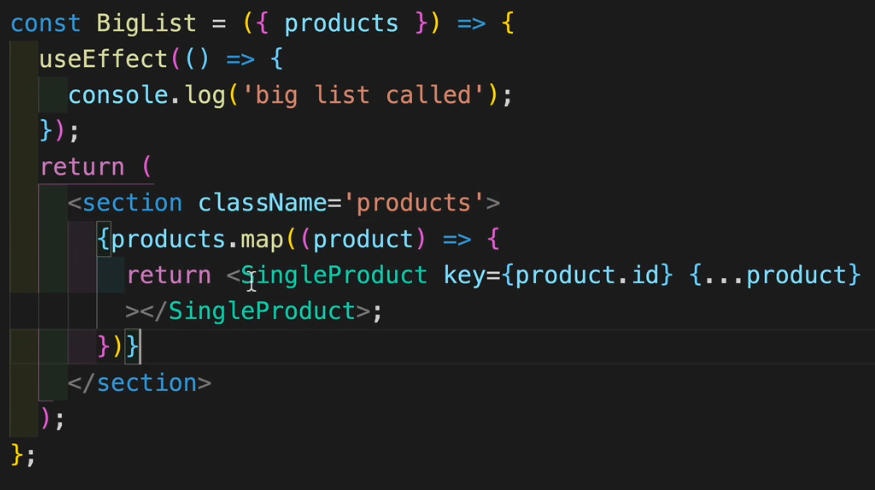 const BigList = ({ products }) => {
  useEffect(() => {
    console.log('big list called');
  });
  return (
    <section className='products'>
      {products.map((product) => {
        return <SingleProduct key={product.id} {...product}
        ></SingleProduct>;
      })}
    </section>
  );
};